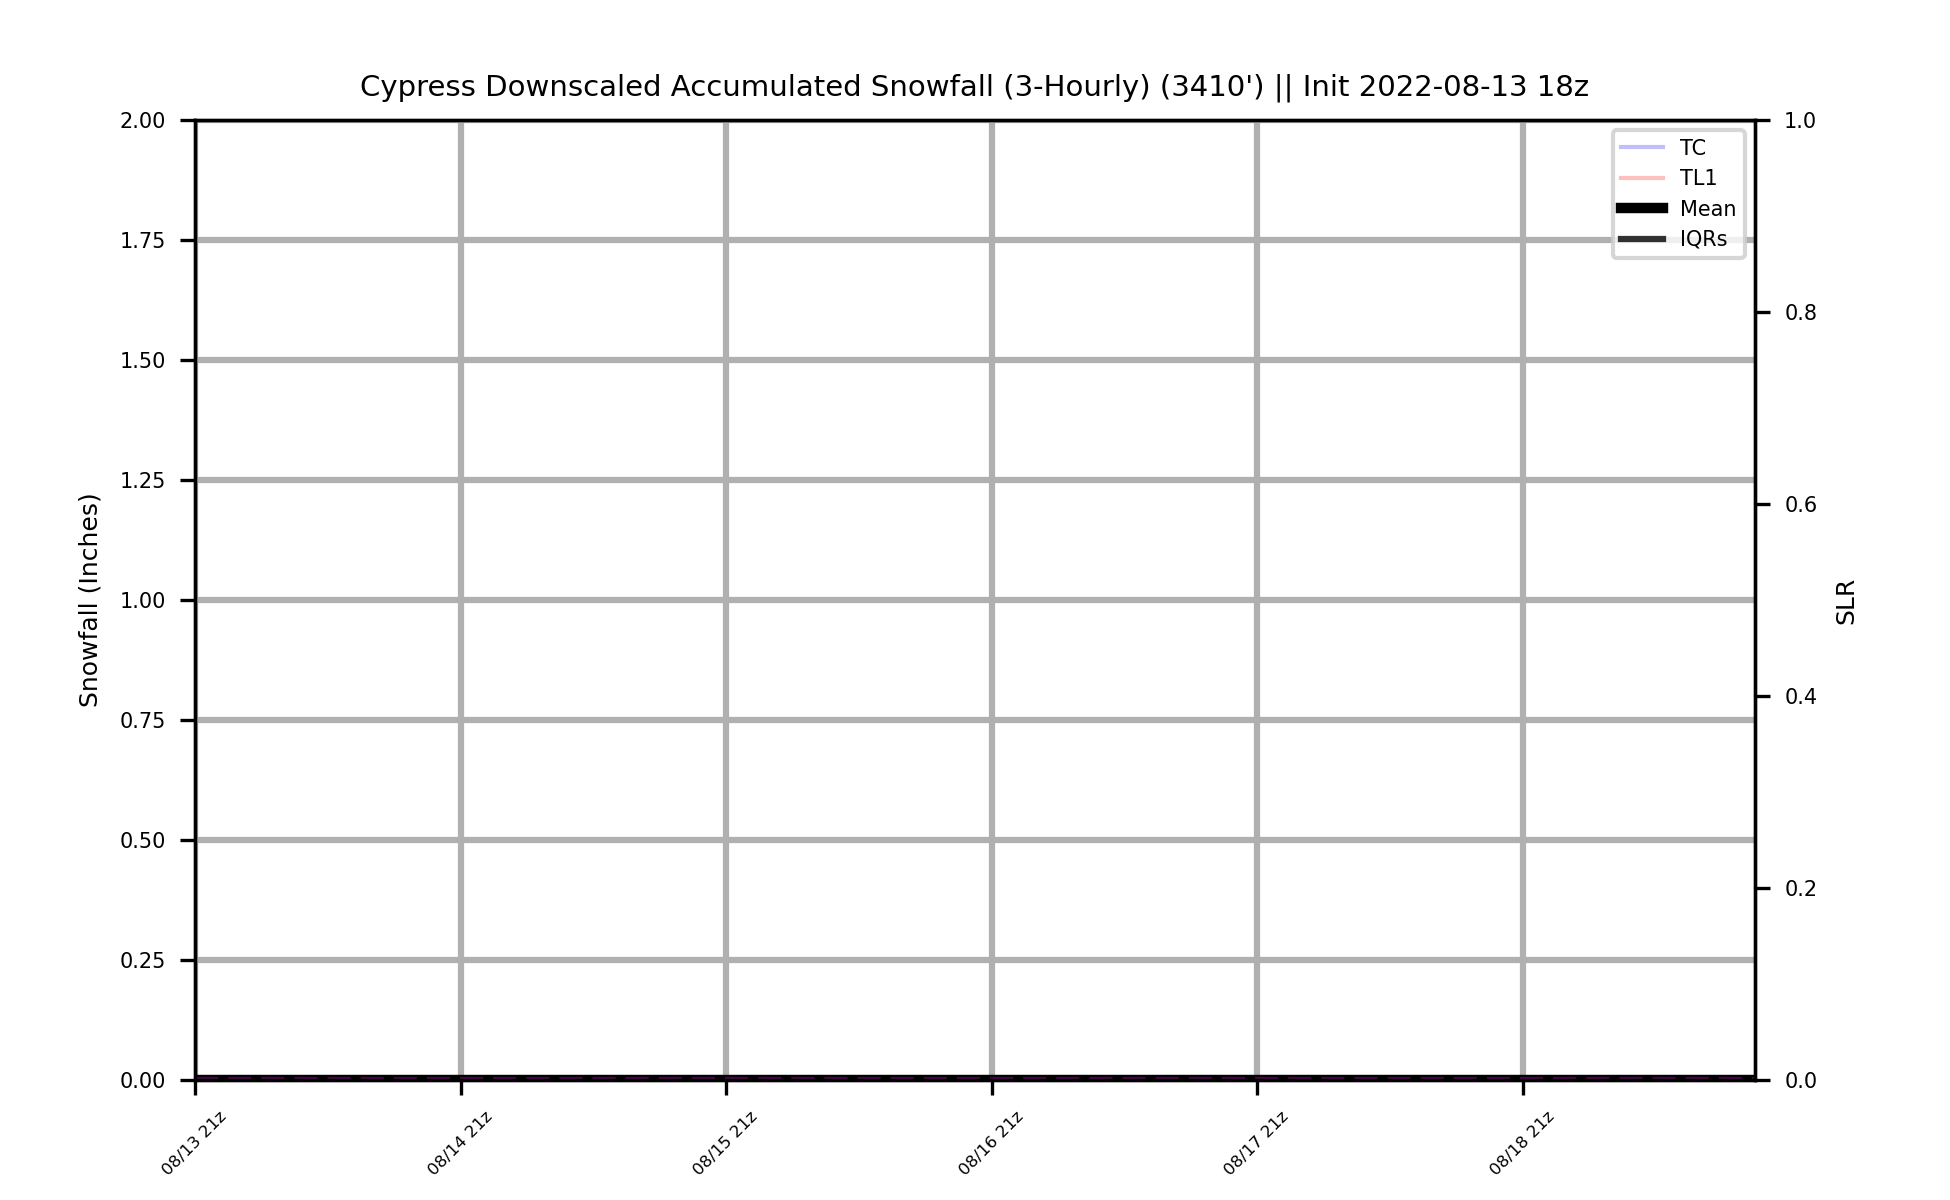 Cypress Downscaled Accumulated Snowfall (3-Hourly) (3410') || Init 2022-08-13 18z
2.00
1.75
1.50
1.25
1.00
0.75
0.50
0.25
0.00
Snowfall (Inches)
TC
TL1
Mean
IQRs
1.0
0.8
0.6
0.4
0.2
0.0
SLR
08/13 21z
08/14 21z
08/15 21z
08/16 21z
08/17 21z
08/18 21z